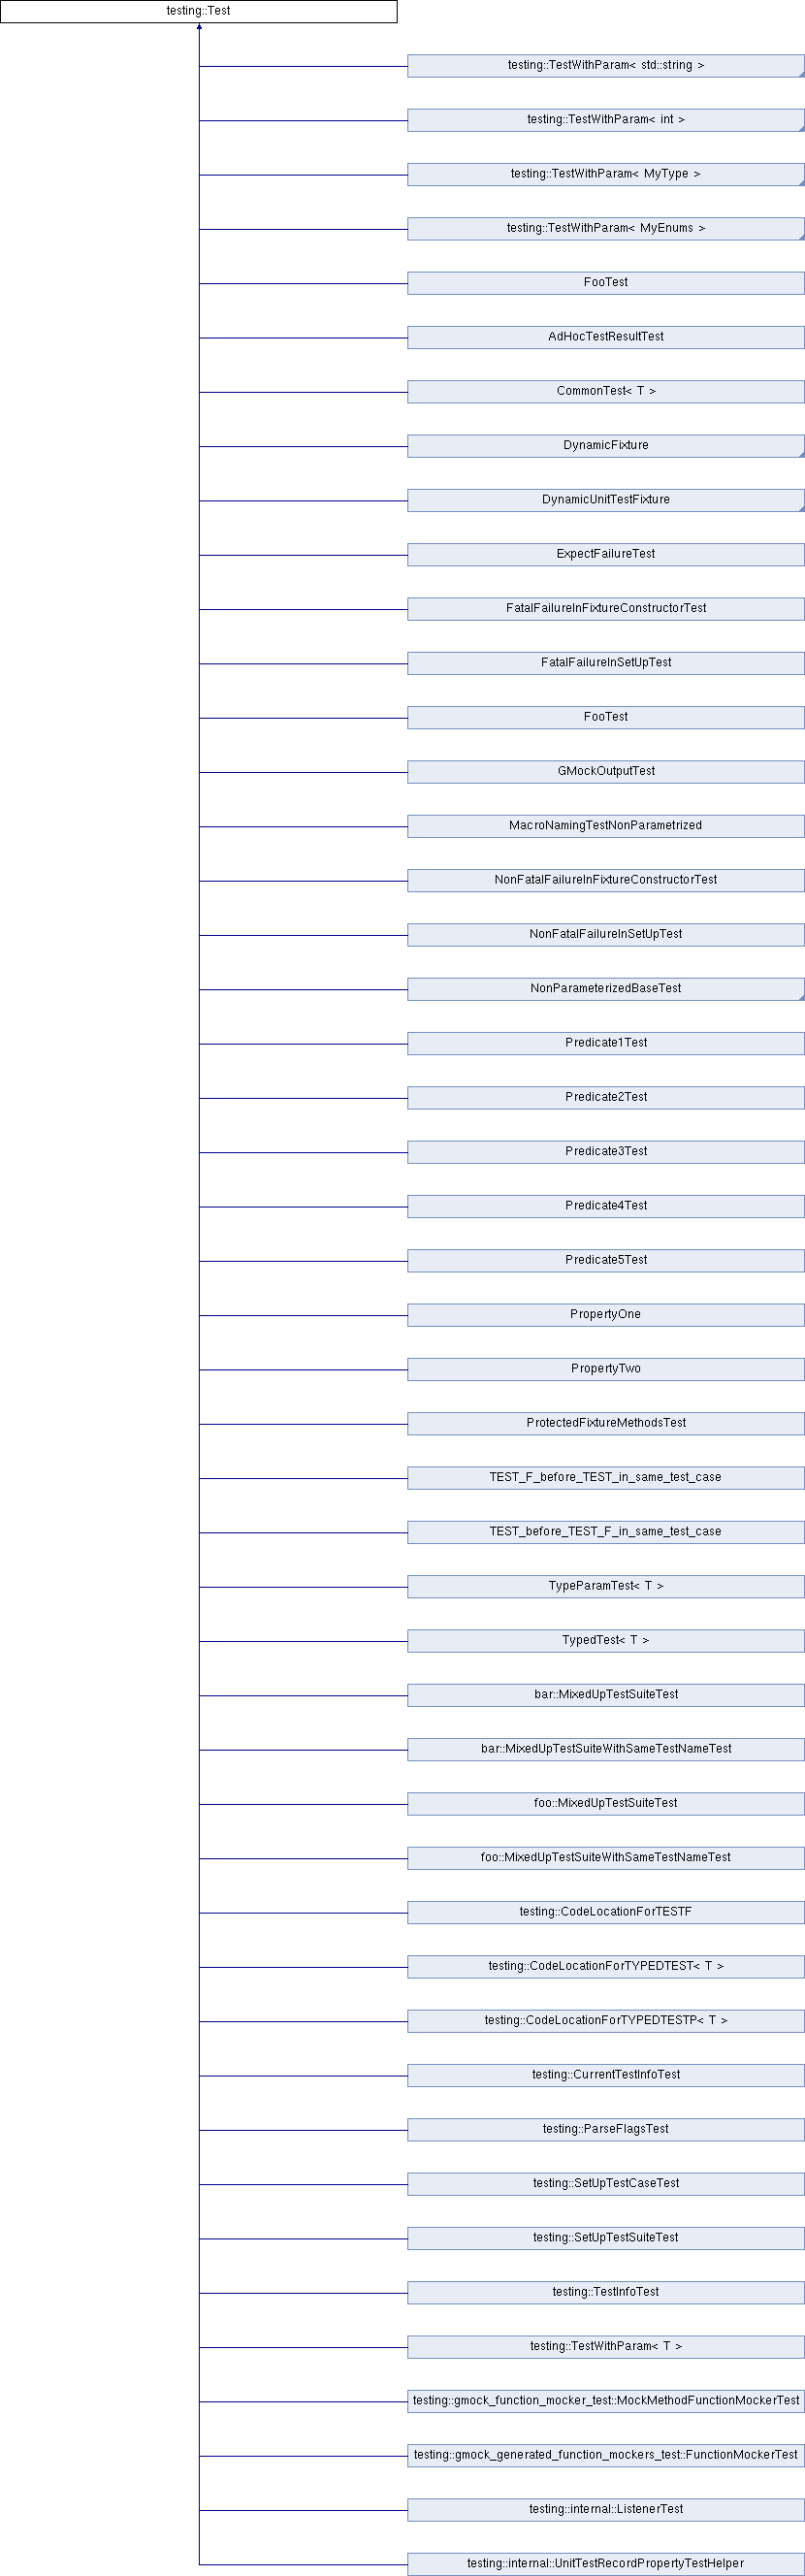 testing::Test
testing::TestWithParam< std::string >
testing::TestWithParam< int >
testing::TestWithParam< MyType >
testing::TestWithParam< MyEnums >
FooTest
AdHocTestResultTest
CommonTest< T >
DynamicFixture
DynamicUnitTestFixture
ExpectFailureTest
FatalFailureInFixtureConstructorTest
FatalFailureInSetUpTest
FooTest
GMockOutputTest
MacroNamingTestNonParametrized
NonFatalFailureInFixtureConstructorTest
NonFatalFailureInSetUpTest
NonParameterizedBaseTest
Predicate1Test
Predicate2Test
Predicate3Test
Predicate4Test
Predicate5Test
PropertyOne
PropertyTwo
ProtectedFixtureMethodsTest
TEST_F_before_TEST_in_same_test_case
TEST_before_TEST_F_in_same_test_case
TypeParamTest< T >
TypedTest< T >
bar::MixedUpTestSuiteTest
bar::MixedUpTestSuiteWithSameTestNameTest
foo::MixedUpTestSuiteTest
foo::MixedUpTestSuiteWithSameTestNameTest
testing::CodeLocationForTESTF
testing::CodeLocationForTYPEDTEST< T >
testing::CodeLocationForTYPEDTESTP< T >
testing::CurrentTestInfoTest
testing::ParseFlagsTest
testing::SetUpTestCaseTest
testing::SetUpTestSuiteTest
testing::TestInfoTest
testing::TestWithParam< T >
testing::gmock_function_mocker_test::MockMethodFunctionMockerTest
testing::gmock_generated_function_mockers_test::FunctionMockerTest
testing::internal::ListenerTest
testing::internal::UnitTestRecordPropertyTestHelper